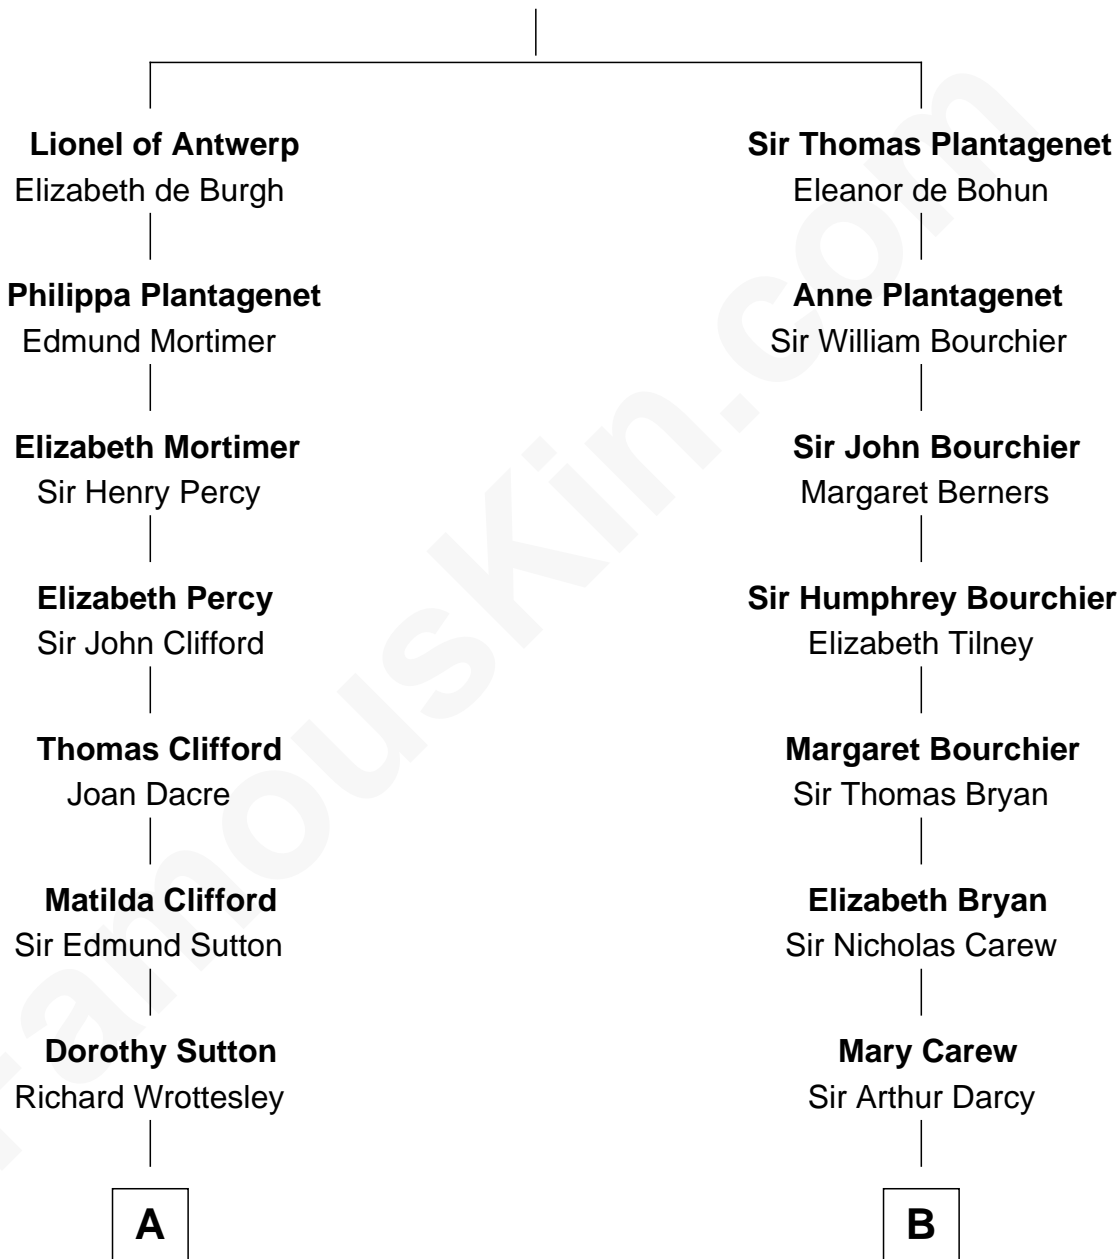 Lionel of Antwerp
Elizabeth de Burgh
Philippa Plantagenet
Edmund Mortimer
Elizabeth Mortimer
Sir Henry Percy
Elizabeth Percy
Sir John Clifford
Thomas Clifford
Joan Dacre
Matilda Clifford
Sir Edmund Sutton
Dorothy Sutton
Richard Wrottesley
A
Sir Thomas Plantagenet
Eleanor de Bohun
Anne Plantagenet
Sir William Bourchier
Sir John Bourchier
Margaret Berners
Sir Humphrey Bourchier
Elizabeth Tilney
Margaret Bourchier
Sir Thomas Bryan
Elizabeth Bryan
Sir Nicholas Carew
Mary Carew
Sir Arthur Darcy
B
FamousKin.com